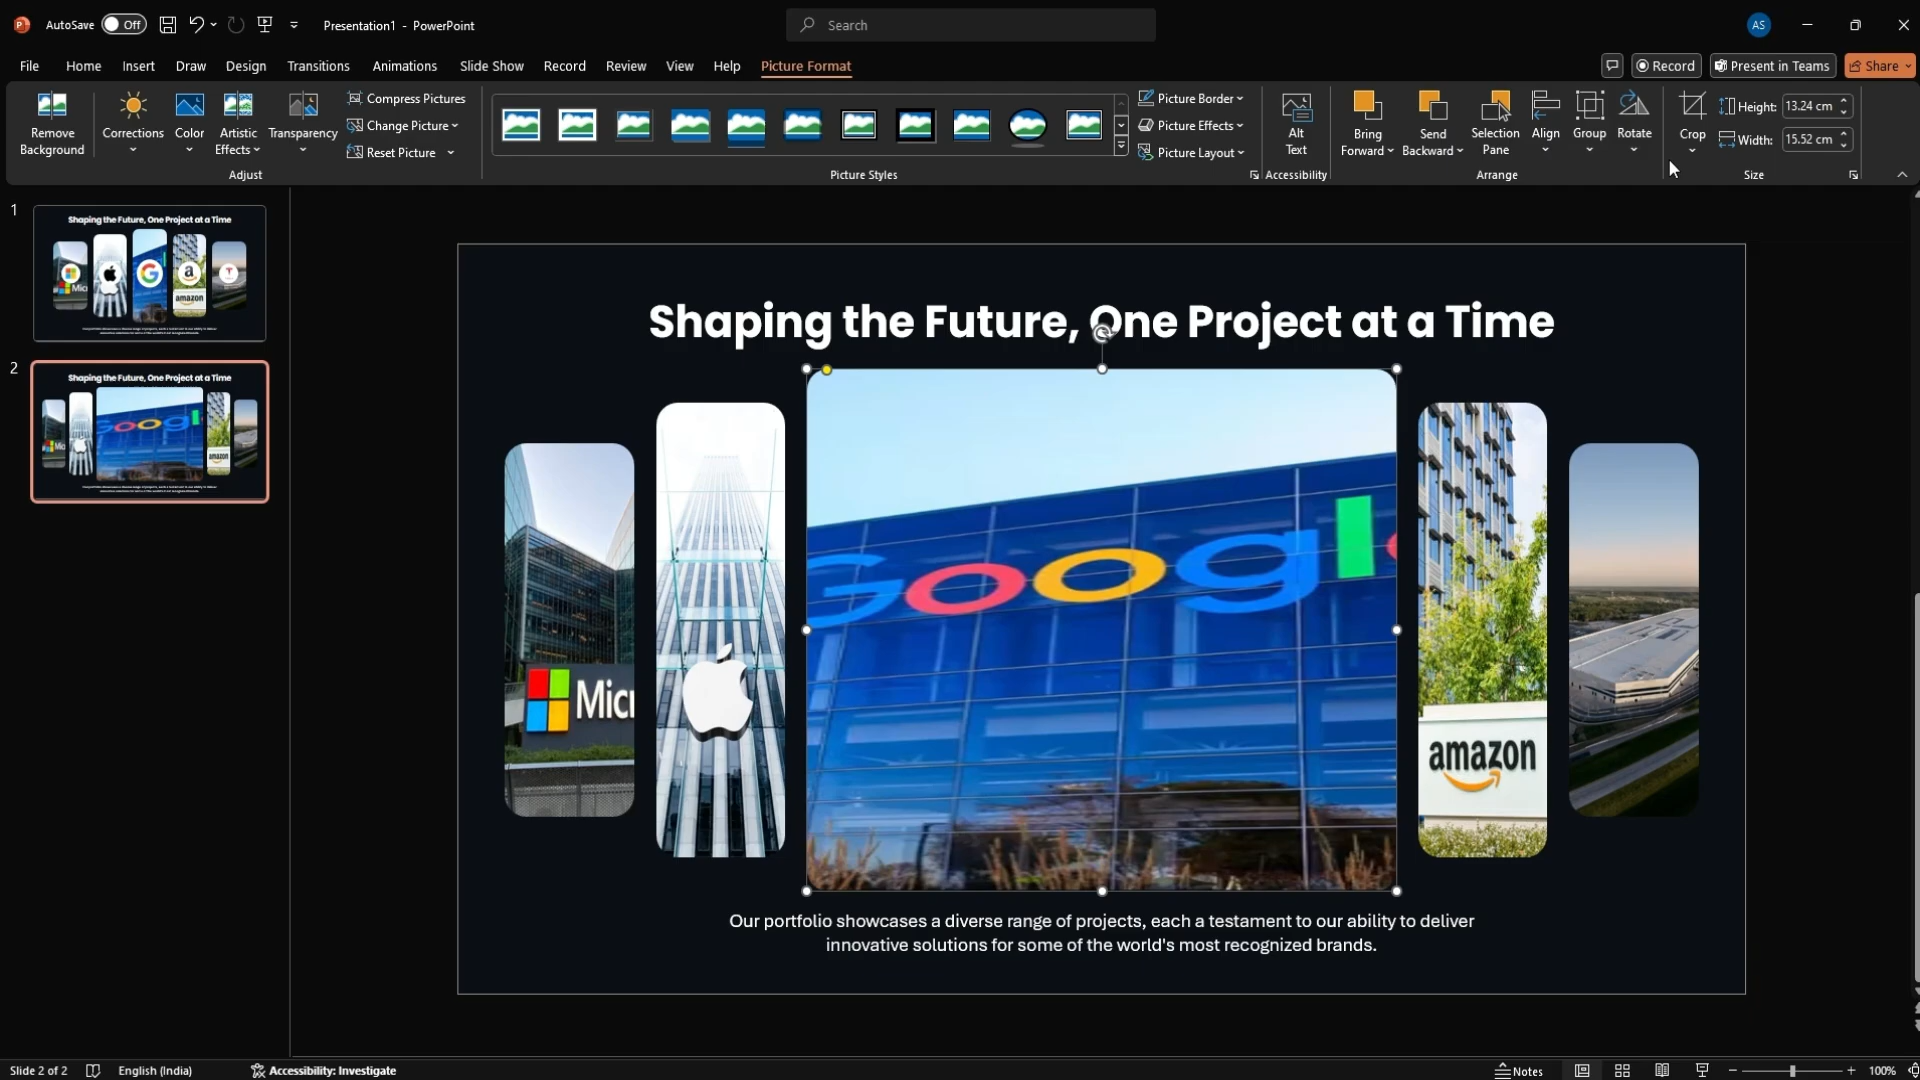 AutoSave Off Presentation1 - PowerPoint Search AS
File Home Insert Draw Design Transitions Animations Slide Show Record Review View Help Picture Format Record Present in Teams Share
Remove Background
Corrections
Color
Artistic Effects
Transparency
Compress Pictures
Change Picture
Reset Picture
Adjust
Picture Styles
Picture Border
Picture Effects
Picture Layout
Alt Text
Accessibility
Bring Forward
Send Backward
Selection Pane
Align
Group
Rotate
Arrange
Crop
Height: 13.24 cm
Width: 15.52 cm
Size
1
Shaping the Future, One Project at a Time
Mic
a
amazon
2
Shaping the Future, One Project at a Time
Googl
amazon
Shaping the Future, One Project at a Time
Micr
Googl
amazon
Our portfolio showcases a diverse range of projects, each a testament to our ability to deliver
innovative solutions for some of the world's most recognized brands.
Slide 2 of 2 English (India) Accessibility: Investigate Notes 100%